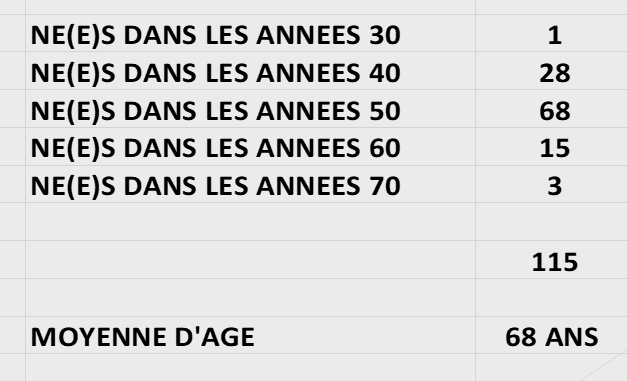 NE(E)S DANS LES ANNEES 30 1
NE(E)S DANS LES ANNEES 40 28
NE(E)S DANS LES ANNEES 50 68
NE(E)S DANS LES ANNEES 60 15
NE(E)S DANS LES ANNEES 70 3
115
MOYENNE D'AGE 68 ANS